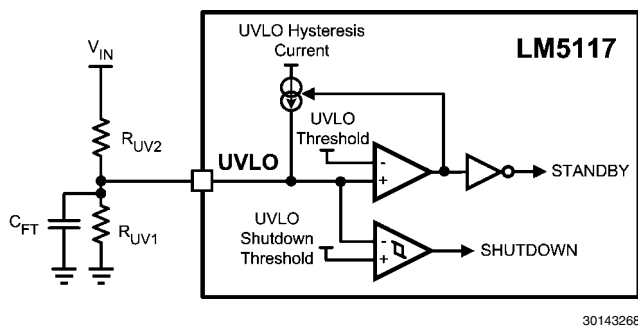 UVLO Hysteresis
Current
LM5117
VIN
UVLO
Threshold
RUV2
UVLO
-
+
STANDBY
CFT
RUV1
UVLO
Shutdown
Threshold
-
+
SHUTDOWN
30143268